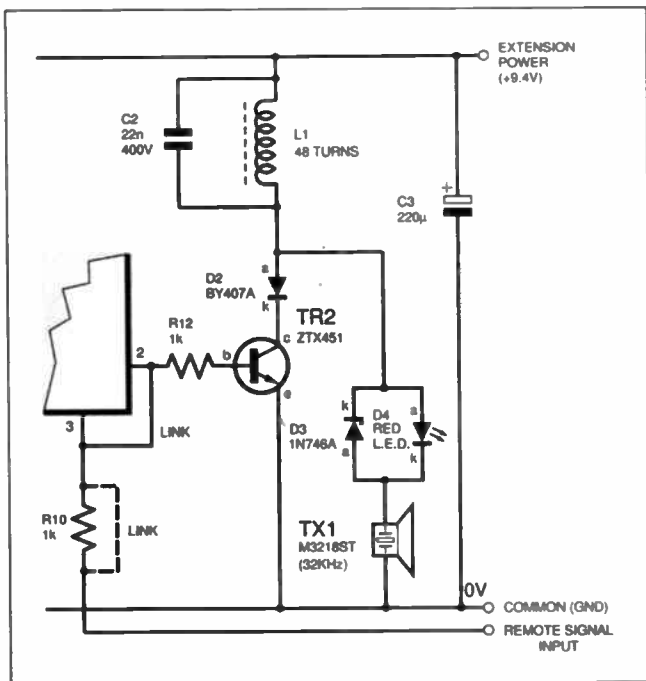 EXTENSION
POWER
(+9.4V)
C2
22n
400V
L1
48 TURNS
+
C3
220µ
D2
BY407A
a
k
TR2
ZTX451
R12
1k
2
b
c
e
3
LINK
D3
1N746A
k
a
D4
RED
L.E.D.
a
k
R10
1k
LINK
TX1
M3218ST
(32KHz)
0V
COMMON (GND)
REMOTE SIGNAL
INPUT